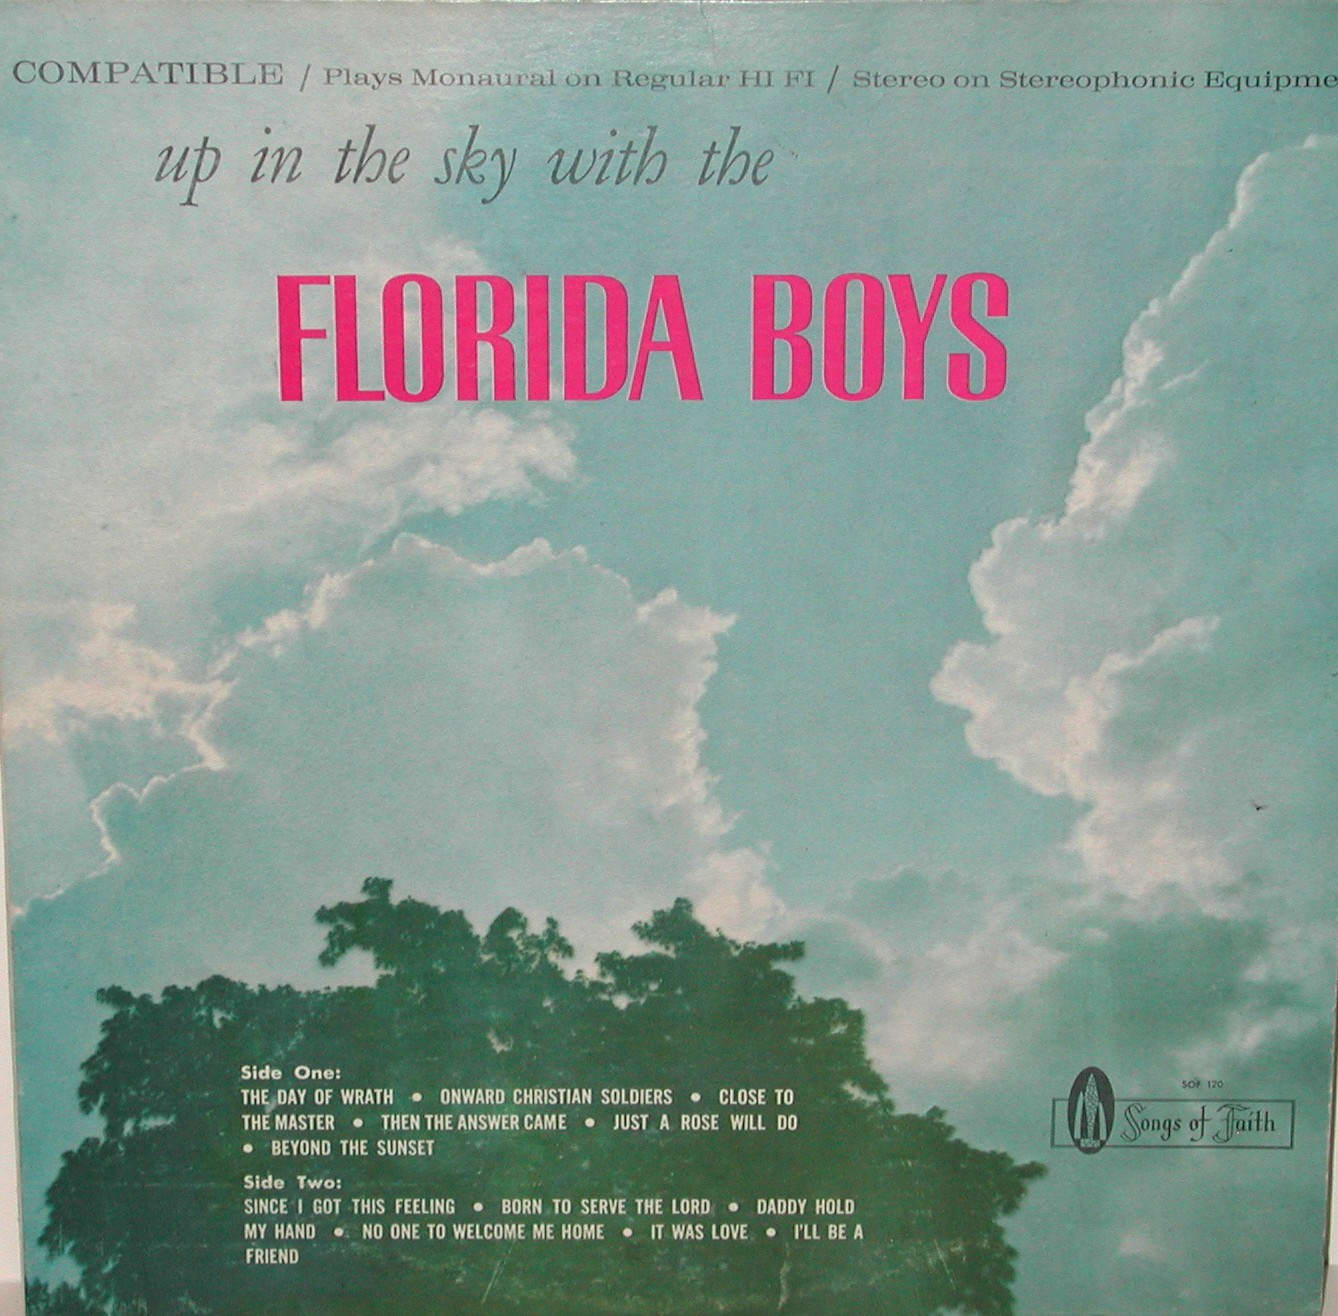 COMPATIBLE / Plays Monaural on Regular HI FI / Stereo on Stereophonic Equipme
up in the sky with the
FLORIDA BOYS
Side One:
THE DAY OF WRATH • ONWARD CHRISTIAN SOLDIERS • CLOSE TO
THE MASTER • THEN THE ANSWER CAME • JUST A ROSE WILL DO
• BEYOND THE SUNSET
Side Two:
SINCE I GOT THIS FEELING • BORN TO SERVE THE LORD • DADDY HOLD
MY HAND • NO ONE TO WELCOME ME HOME • IT WAS LOVE • I'LL BE A
FRIEND
SOF 120
Songs of Faith